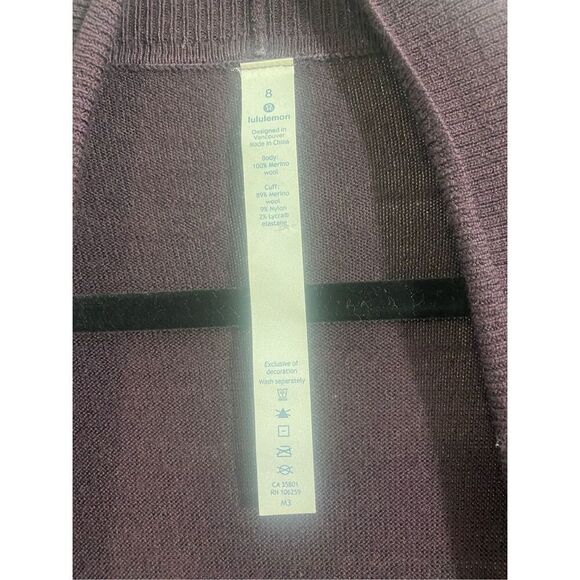 8
lululemon
Designed in
Vancouver
Made in China
Body:
100% Merino
wool
Cuff:
89% Merino
wool
9% Nylon
2% Lycra®
elastane
Exclusive of
decoration
Wash separately
CA 35801
RN 106259
M3